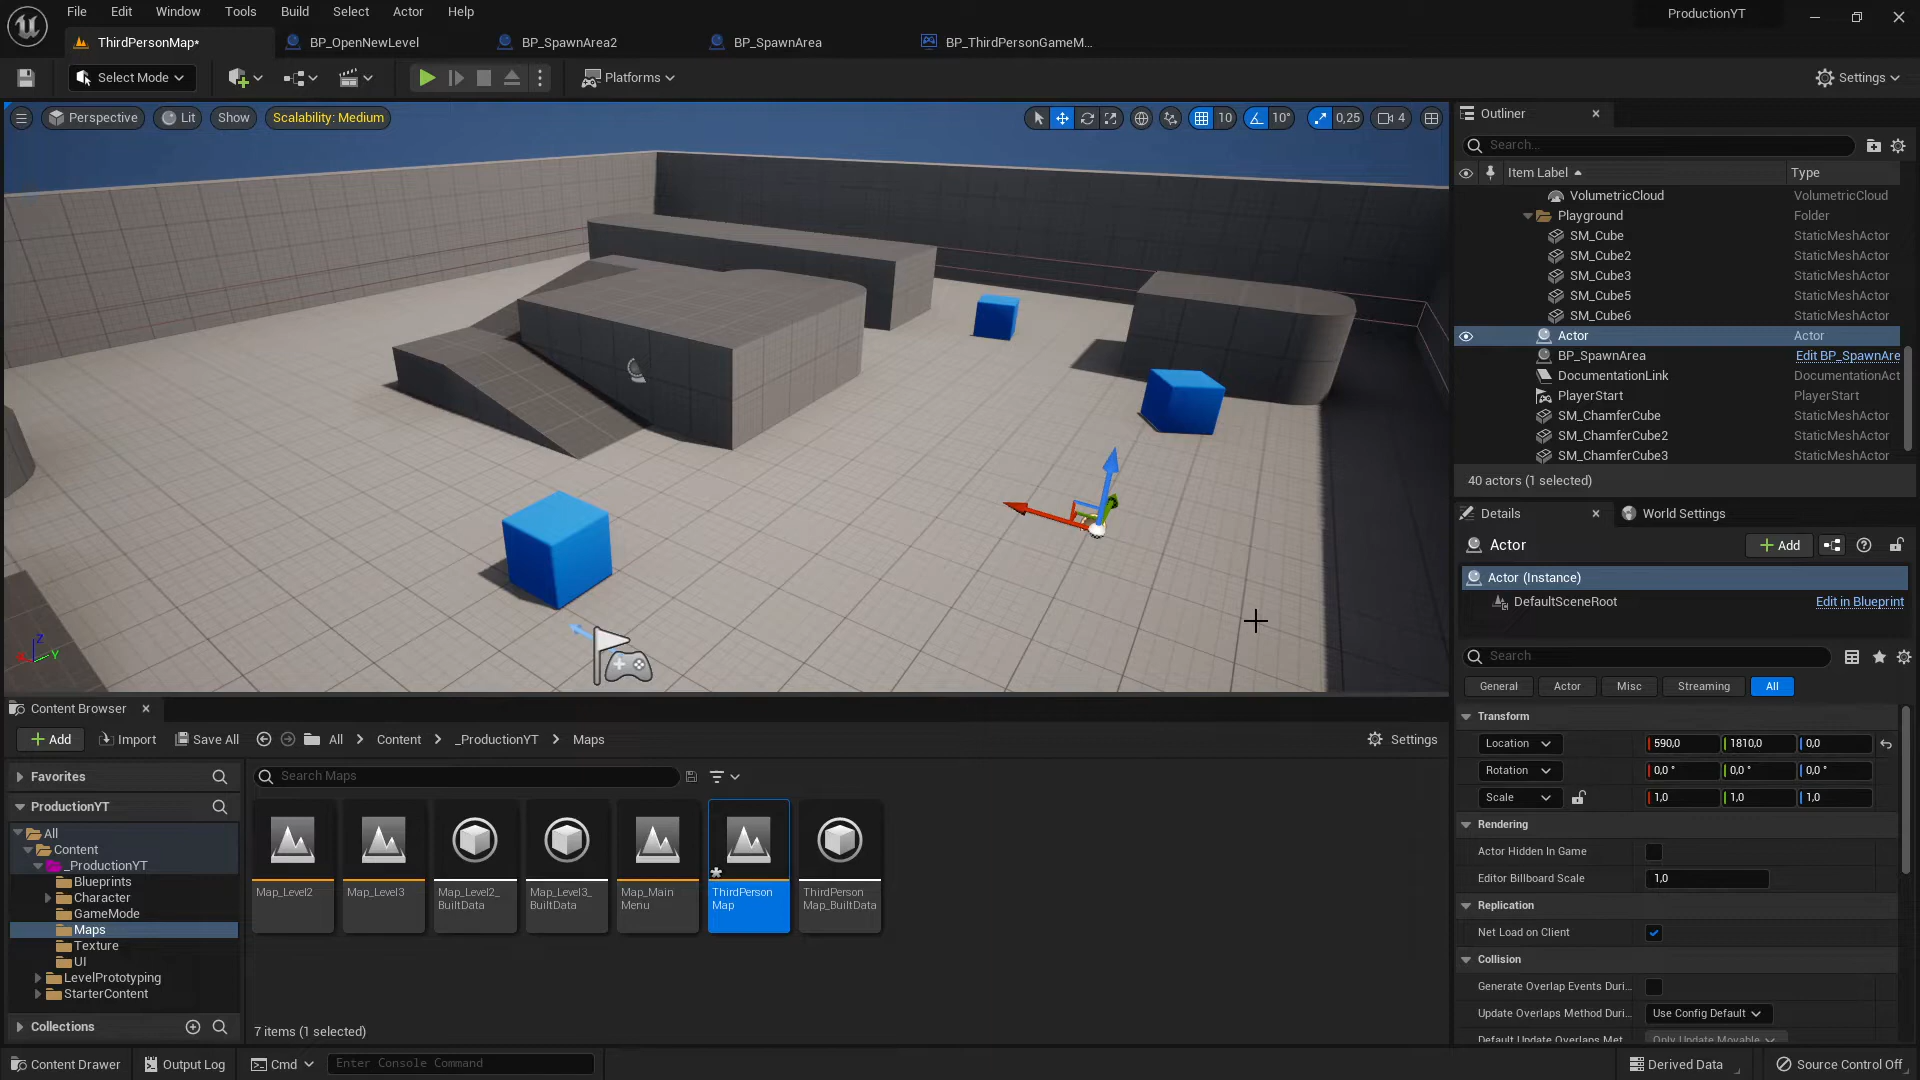 File Edit Window Tools Build Select Actor Help
ProductionYT
ThirdPersonMap* BP_OpenNewLevel BP_SpawnArea2 BP_SpawnArea BP_ThirdPersonGameM...
Select Mode Platforms Settings
Perspective Lit Show Scalability: Medium 10 10° 0,25 4
Outliner
Search...
Item Label Type
VolumetricCloud VolumetricCloud
Playground Folder
SM_Cube StaticMeshActor
SM_Cube2 StaticMeshActor
SM_Cube3 StaticMeshActor
SM_Cube5 StaticMeshActor
SM_Cube6 StaticMeshActor
Actor Actor
BP_SpawnArea Edit BP_SpawnAre
DocumentationLink DocumentationAct
PlayerStart PlayerStart
SM_ChamferCube StaticMeshActor
SM_ChamferCube2 StaticMeshActor
SM_ChamferCube3 StaticMeshActor
40 actors (1 selected)
Details World Settings
Actor Add
Actor (Instance)
DefaultSceneRoot Edit in Blueprint
Search
General Actor Misc Streaming All
Transform
Location 590,0 1810,0 0,0
Rotation 0,0 ° 0,0 ° 0,0 °
Scale 1,0 1,0 1,0
Rendering
Actor Hidden In Game
Editor Billboard Scale 1,0
Replication
Net Load on Client
Collision
Generate Overlap Events Duri...
Update Overlaps Method Duri... Use Config Default
Default Update Overlaps Met... Only Update Movable
Z
Y
Content Browser
Add Import Save All All Content _ProductionYT Maps Settings
Favorites
ProductionYT
All
Content
_ProductionYT
Blueprints
Character
GameMode
Maps
Texture
UI
LevelPrototyping
StarterContent
Collections
Search Maps
Map_Level2
Map_Level3
Map_Level2_
BuiltData
Map_Level3_
BuiltData
Map_Main
Menu
ThirdPerson
Map
ThirdPerson
Map_BuiltData
7 items (1 selected)
Content Drawer Output Log Cmd Enter Console Command Derived Data Source Control Off